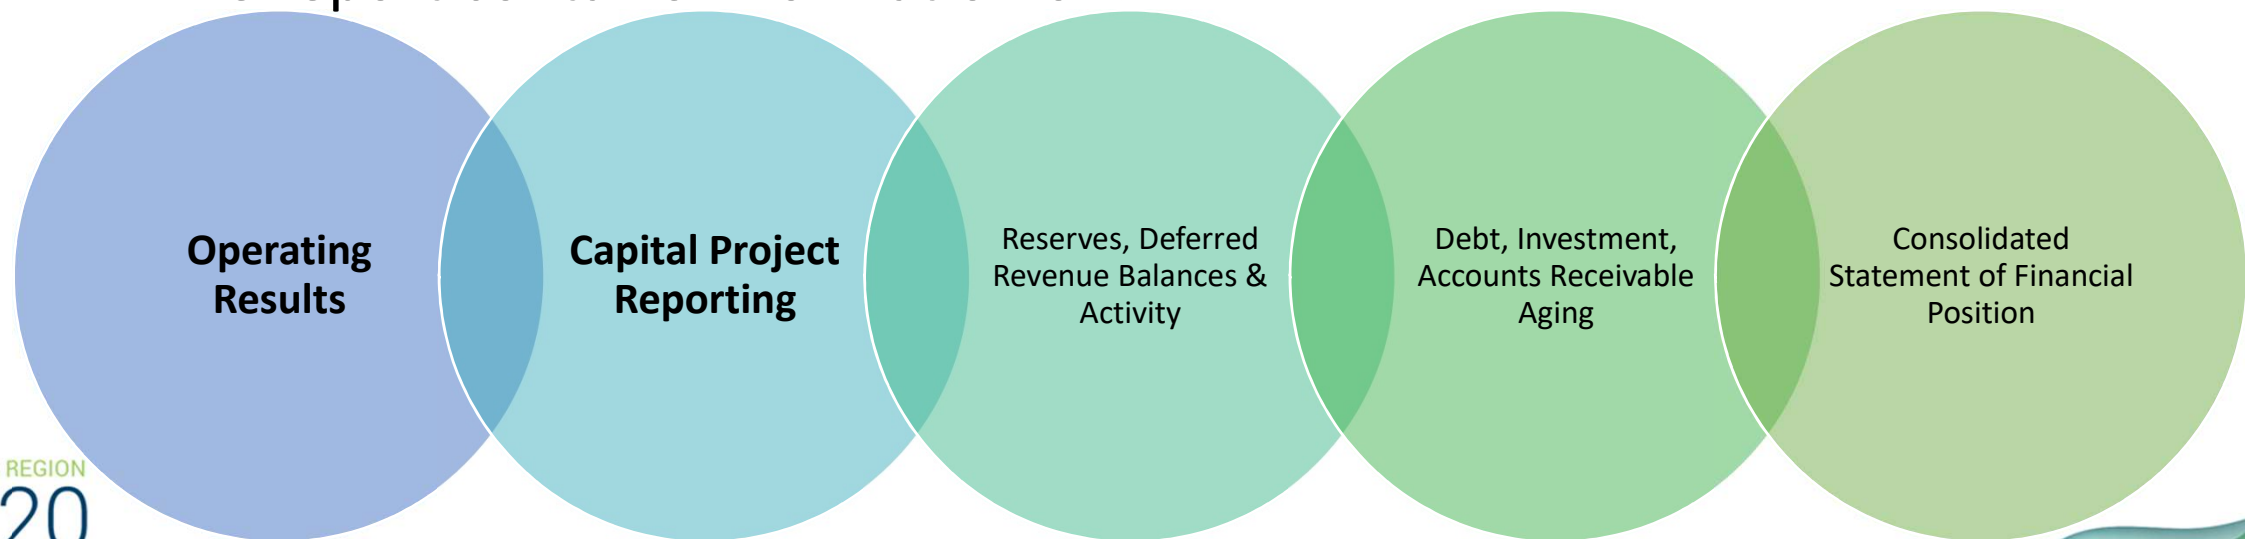 Operating
Results
Capital Project
Reporting
Reserves, Deferred
Revenue Balances &
Activity
Debt, Investment,
Accounts Receivable
Aging
Consolidated
Statement of Financial
Position
REGION
20